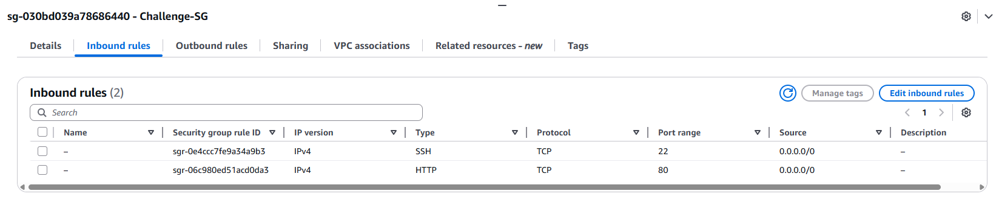 sg-030bd039a78686440 - Challenge-SG
Details Inbound rules Outbound rules Sharing VPC associations Related resources - new Tags
Inbound rules (2)
Manage tags Edit inbound rules
Search
1
Name Security group rule ID IP version Type Protocol Port range Source Description
– sgr-0e4ccc7fe9a34a9b3 IPv4 SSH TCP 22 0.0.0.0/0 –
– sgr-06c980ed51acd0da3 IPv4 HTTP TCP 80 0.0.0.0/0 –